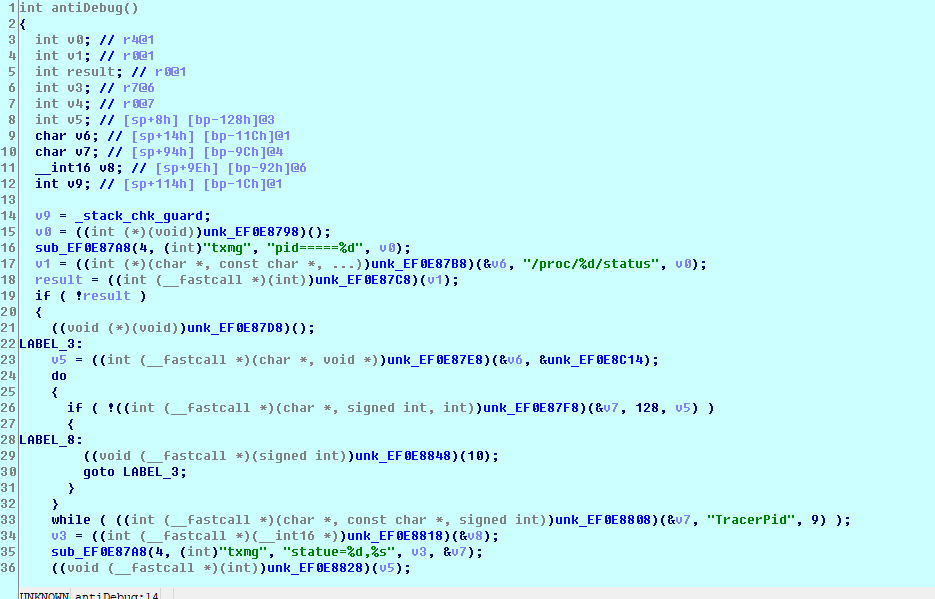 1 int antiDebug()
2 {
3 int v0; // r4@1
4 int v1; // r0@1
5 int result; // r0@1
6 int v3; // r7@6
7 int v4; // r0@7
8 int v5; // [sp+8h] [bp-128h]@3
9 char v6; // [sp+14h] [bp-11Ch]@1
10 char v7; // [sp+94h] [bp-9Ch]@4
11 __int16 v8; // [sp+9Eh] [bp-92h]@6
12 int v9; // [sp+114h] [bp-1Ch]@1
13
14 v9 = _stack_chk_guard;
15 v0 = ((int (*)(void))unk_EF0E8798)();
16 sub_EF0E87A8(4, (int)"txmg", "pid=====%d", v0);
17 v1 = ((int (*)(char *, const char *, ...))unk_EF0E87B8)(&v6, "/proc/%d/status", v0);
18 result = ((int (__fastcall *)(int))unk_EF0E87C8)(v1);
19 if ( !result )
20 {
21 ((void (*)(void))unk_EF0E87D8)();
22 LABEL_3:
23 v5 = ((int (__fastcall *)(char *, void *))unk_EF0E87E8)(&v6, &unk_EF0E8C14);
24 do
25 {
26 if ( !((int (__fastcall *)(char *, signed int, int))unk_EF0E87F8)(&v7, 128, v5) )
27 {
28 LABEL_8:
29 ((void (__fastcall *)(signed int))unk_EF0E8848)(10);
30 goto LABEL_3;
31 }
32 }
33 while ( ((int (__fastcall *)(char *, const char *, signed int))unk_EF0E8808)(&v7, "TracerPid", 9) );
34 v3 = ((int (__fastcall *)(__int16 *))unk_EF0E8818)(&v8);
35 sub_EF0E87A8(4, (int)"txmg", "statue=%d,%s", v3, &v7);
36 ((void (__fastcall *)(int))unk_EF0E8828)(v5);
UNKNOWN antiDebug:14